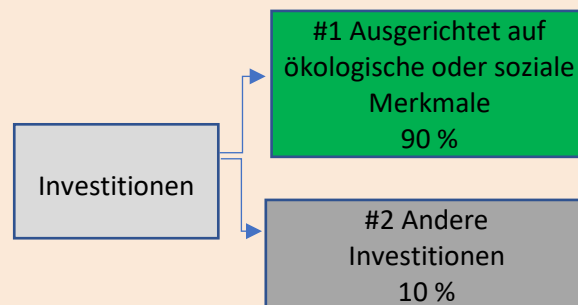 #1 Ausgerichtet auf
ökologische oder soziale
Merkmale
90 %
Investitionen
#2 Andere
Investitionen
10 %